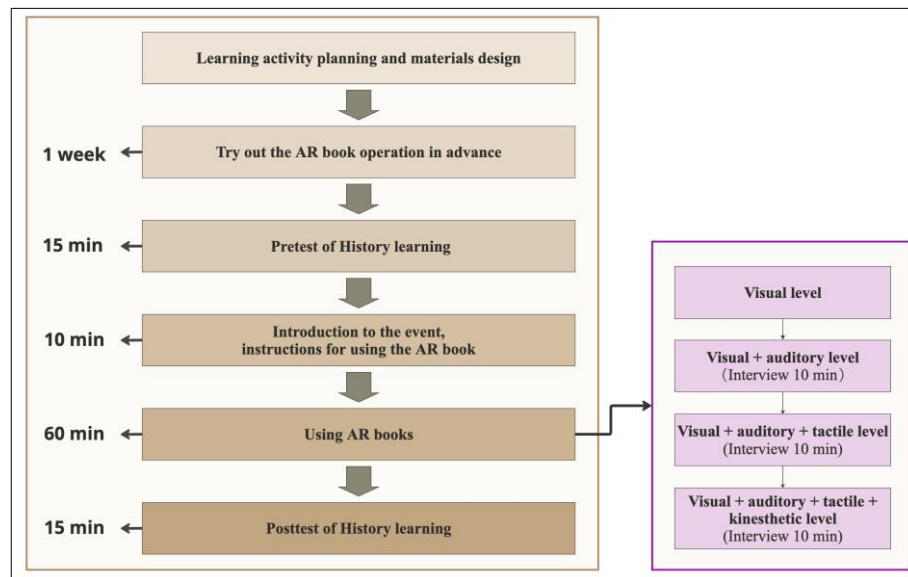 Learning activity planning and materials design
1 week
Try out the AR book operation in advance
15 min
Pretest of History learning
10 min
Introduction to the event,
instructions for using the AR book
60 min
Using AR books
15 min
Posttest of History learning
Visual level
Visual + auditory level
(Interview 10 min)
Visual + auditory + tactile level
(Interview 10 min)
Visual + auditory + tactile +
kinesthetic level
(Interview 10 min)